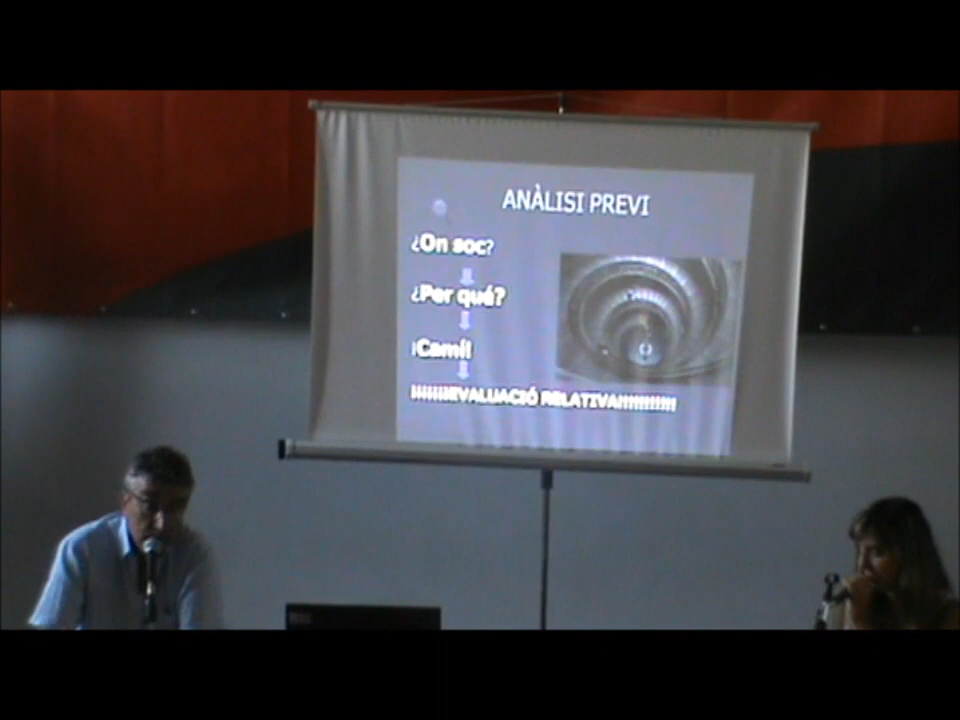 ANÀLISI PREVI
¿On soc?
¿Per qué?
¡Camí!
¡¡¡¡¡¡¡EVALUACIÓ RELATIVA!!!!!!!!!!!